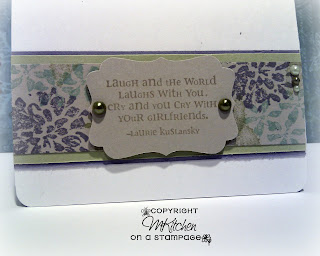 Laugh and the World
Laughs With You.
Cry and you Cry With
your Girlfriends.
-Laurie Kuslansky
©COPYRIGHT
MKitchen
on a stampage